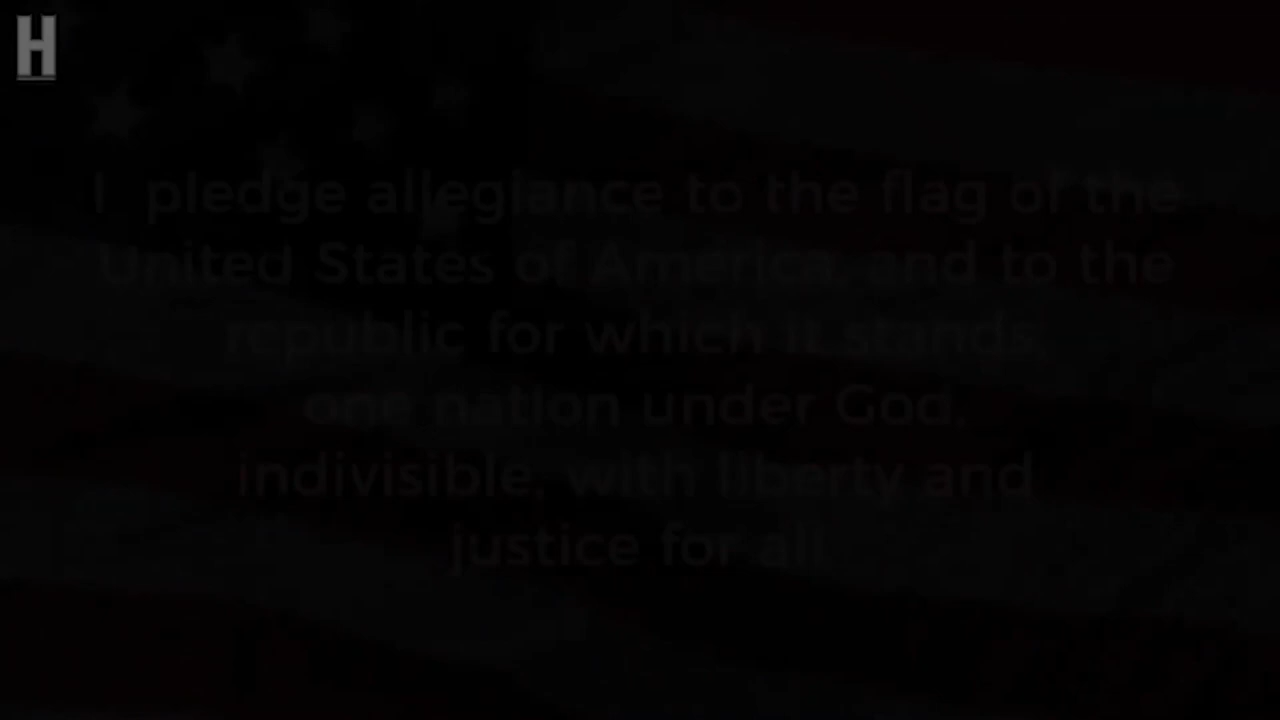 H
I pledge allegiance to the flag of the
United States of America, and to the
republic for which it stands,
one nation under God,
indivisible, with liberty and
justice for all